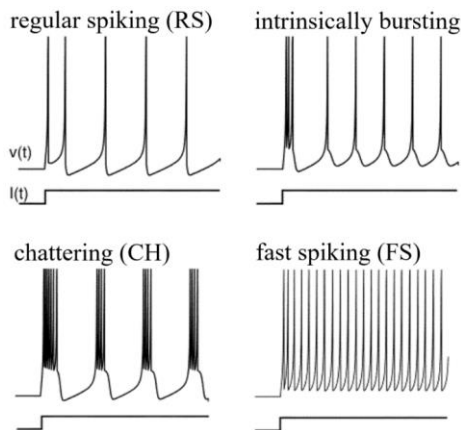 regular spiking (RS)
intrinsically bursting
v(t)
I(t)
chattering (CH)
fast spiking (FS)